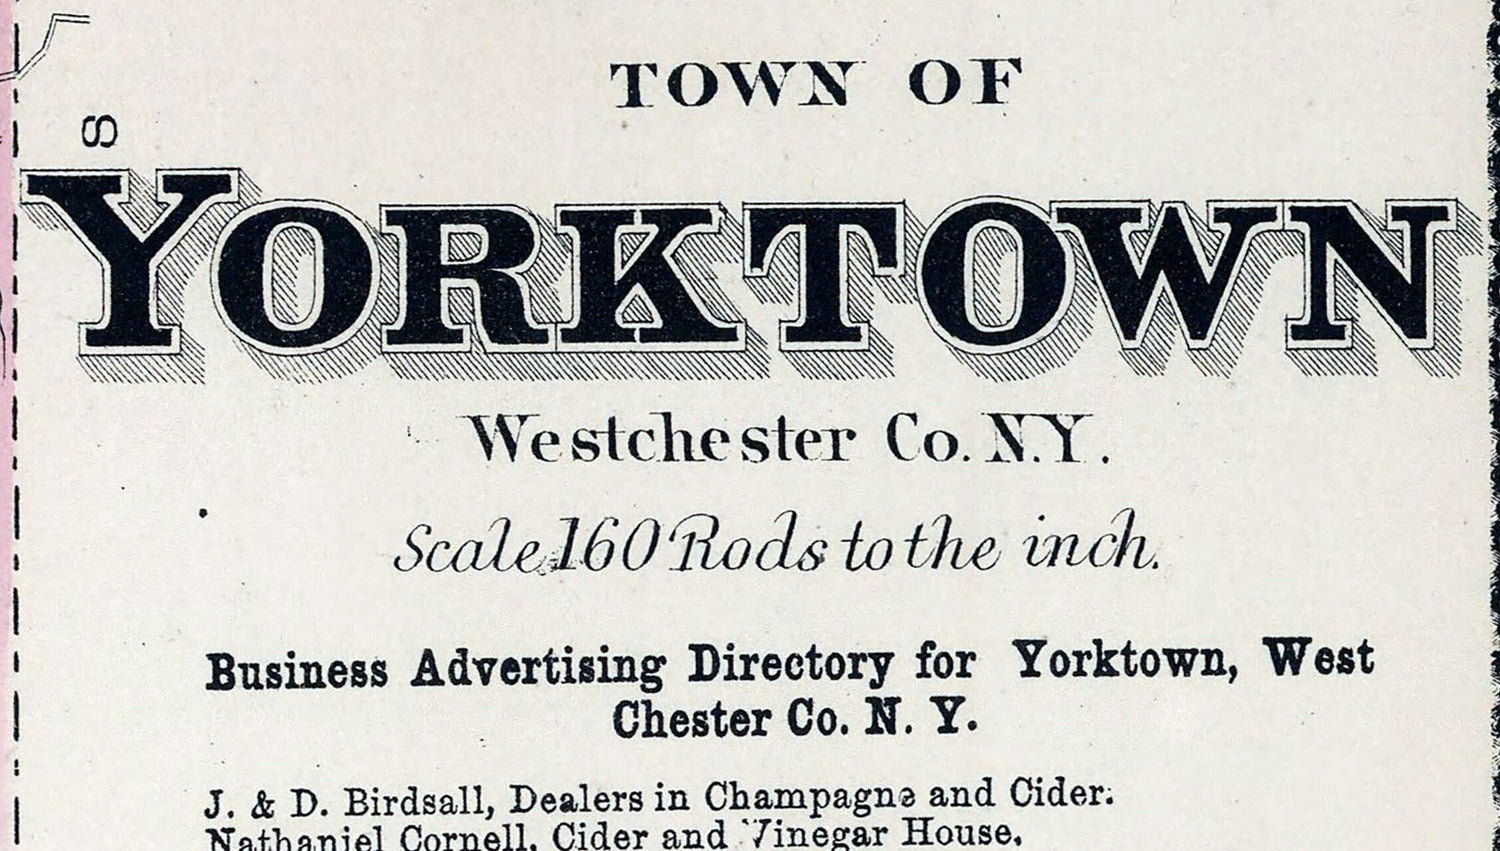 TOWN OF
S
YORKTOWN
Westchester Co. N.Y.
Scale 160 Rods to the inch.
Business Advertising Directory for Yorktown, West
Chester Co. N. Y.
J. & D. Birdsall, Dealers in Champagne and Cider.
Nathaniel Cornell, Cider and Vinegar House.